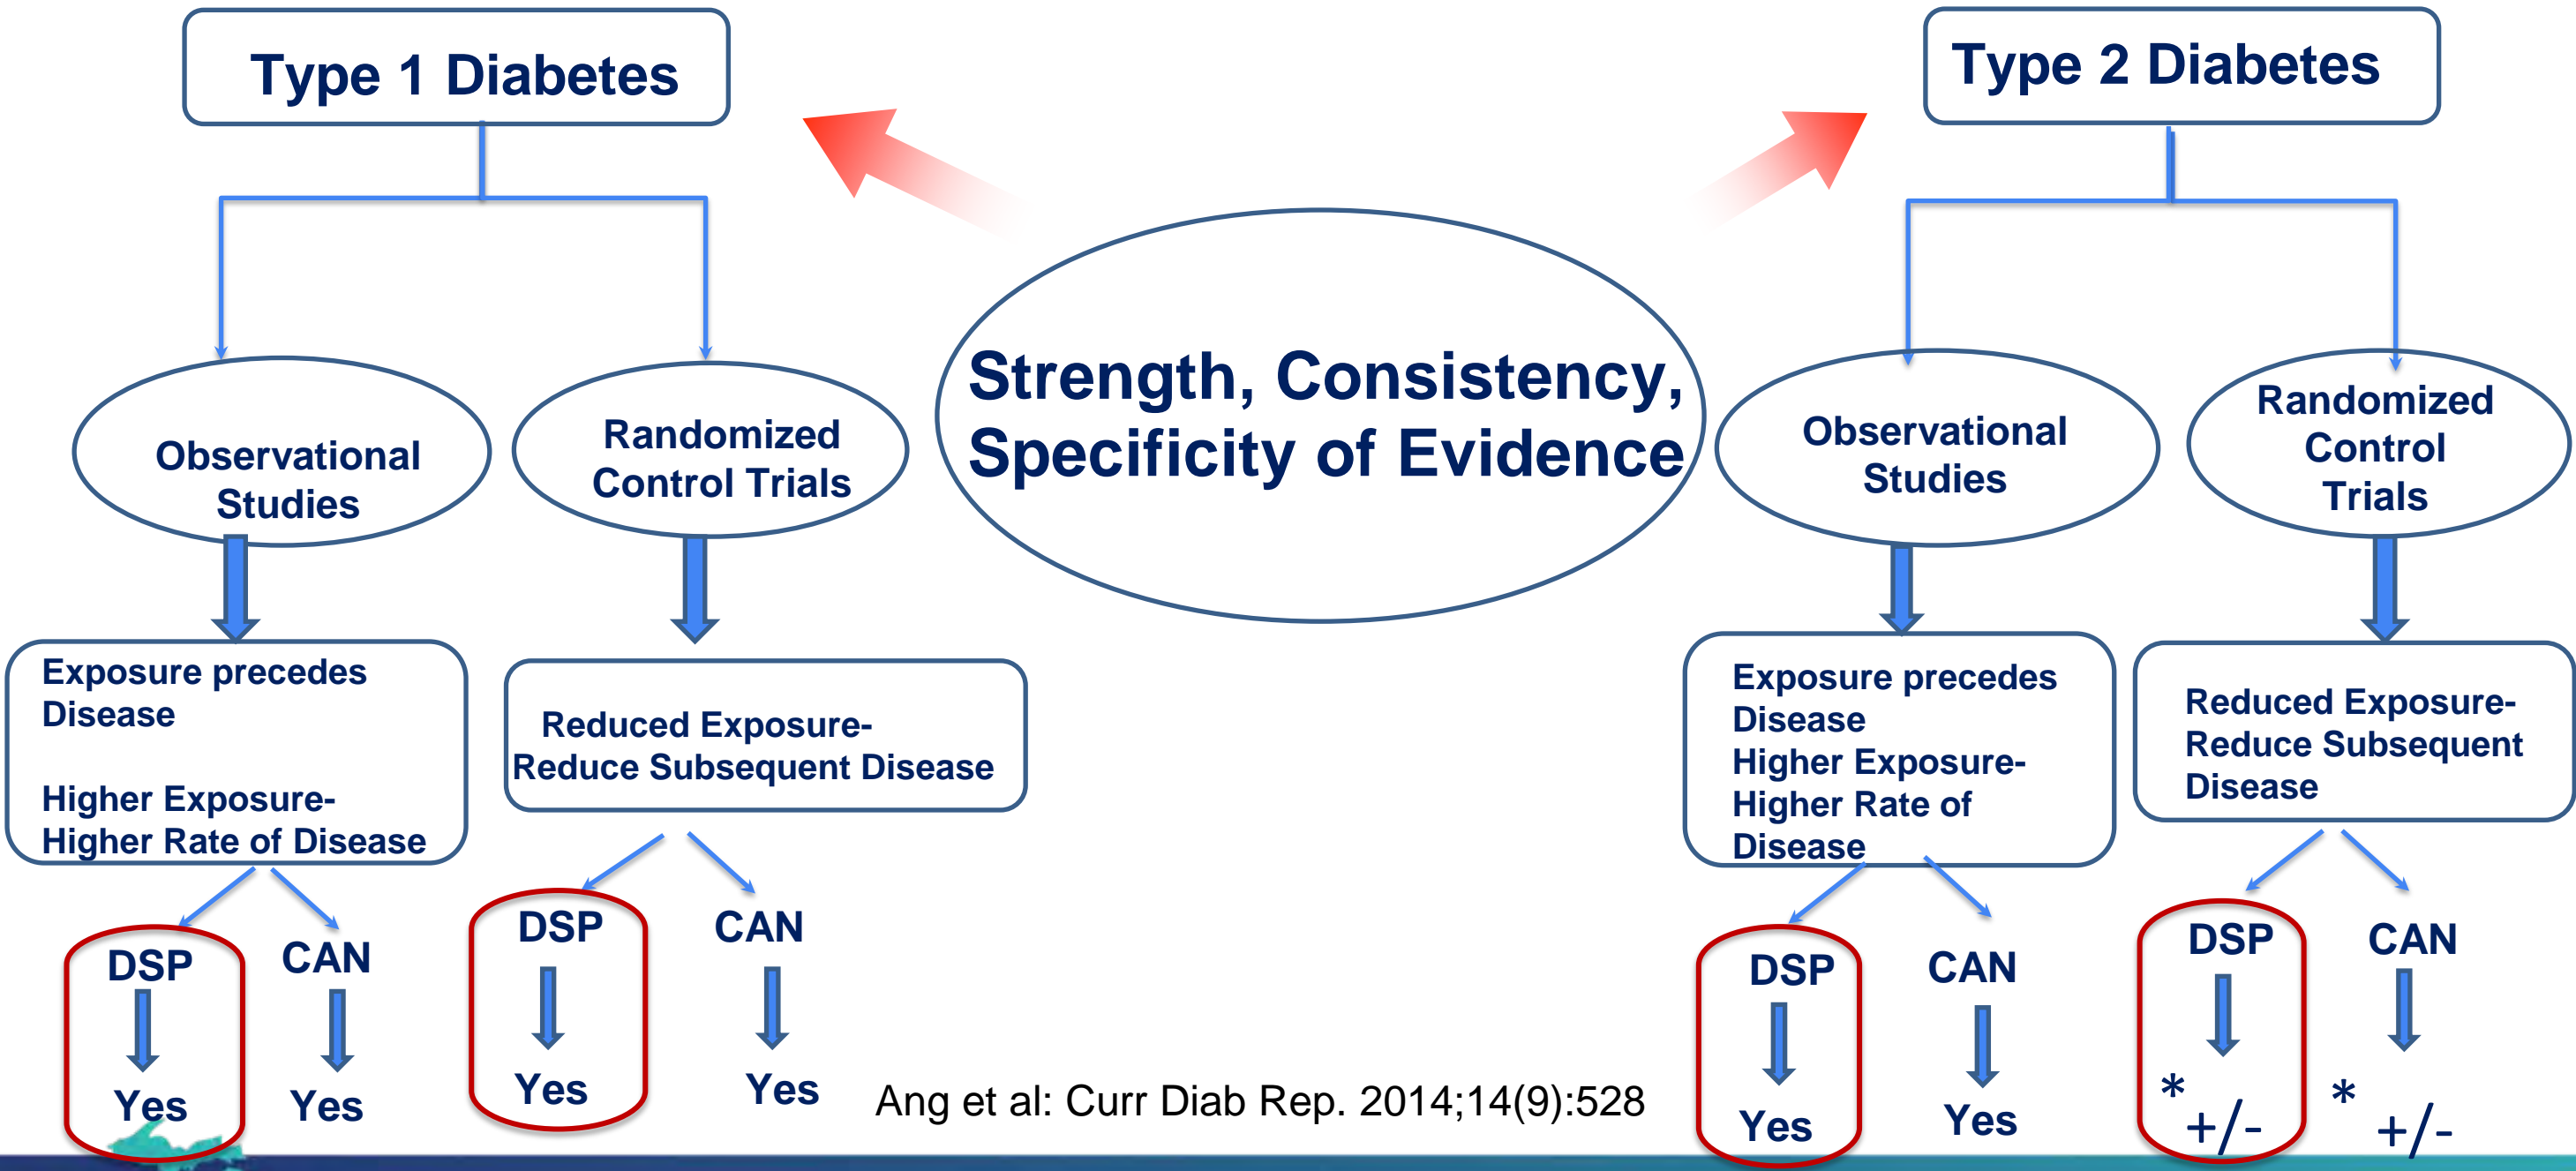 Type 1 Diabetes
Type 2 Diabetes
Strength, Consistency,
Specificity of Evidence
Observational
Studies
Randomized
Control Trials
Observational
Studies
Randomized
Control
Trials
Exposure precedes
Disease
Higher Exposure-
Higher Rate of Disease
Reduced Exposure-
Reduce Subsequent Disease
Exposure precedes
Disease
Higher Exposure-
Higher Rate of
Disease
Reduced Exposure-
Reduce Subsequent
Disease
DSP
CAN
DSP
CAN
DSP
CAN
DSP
CAN
Yes
Yes
Yes
Yes
Yes
Yes
* +/-
* +/-
Ang et al: Curr Diab Rep. 2014;14(9):528